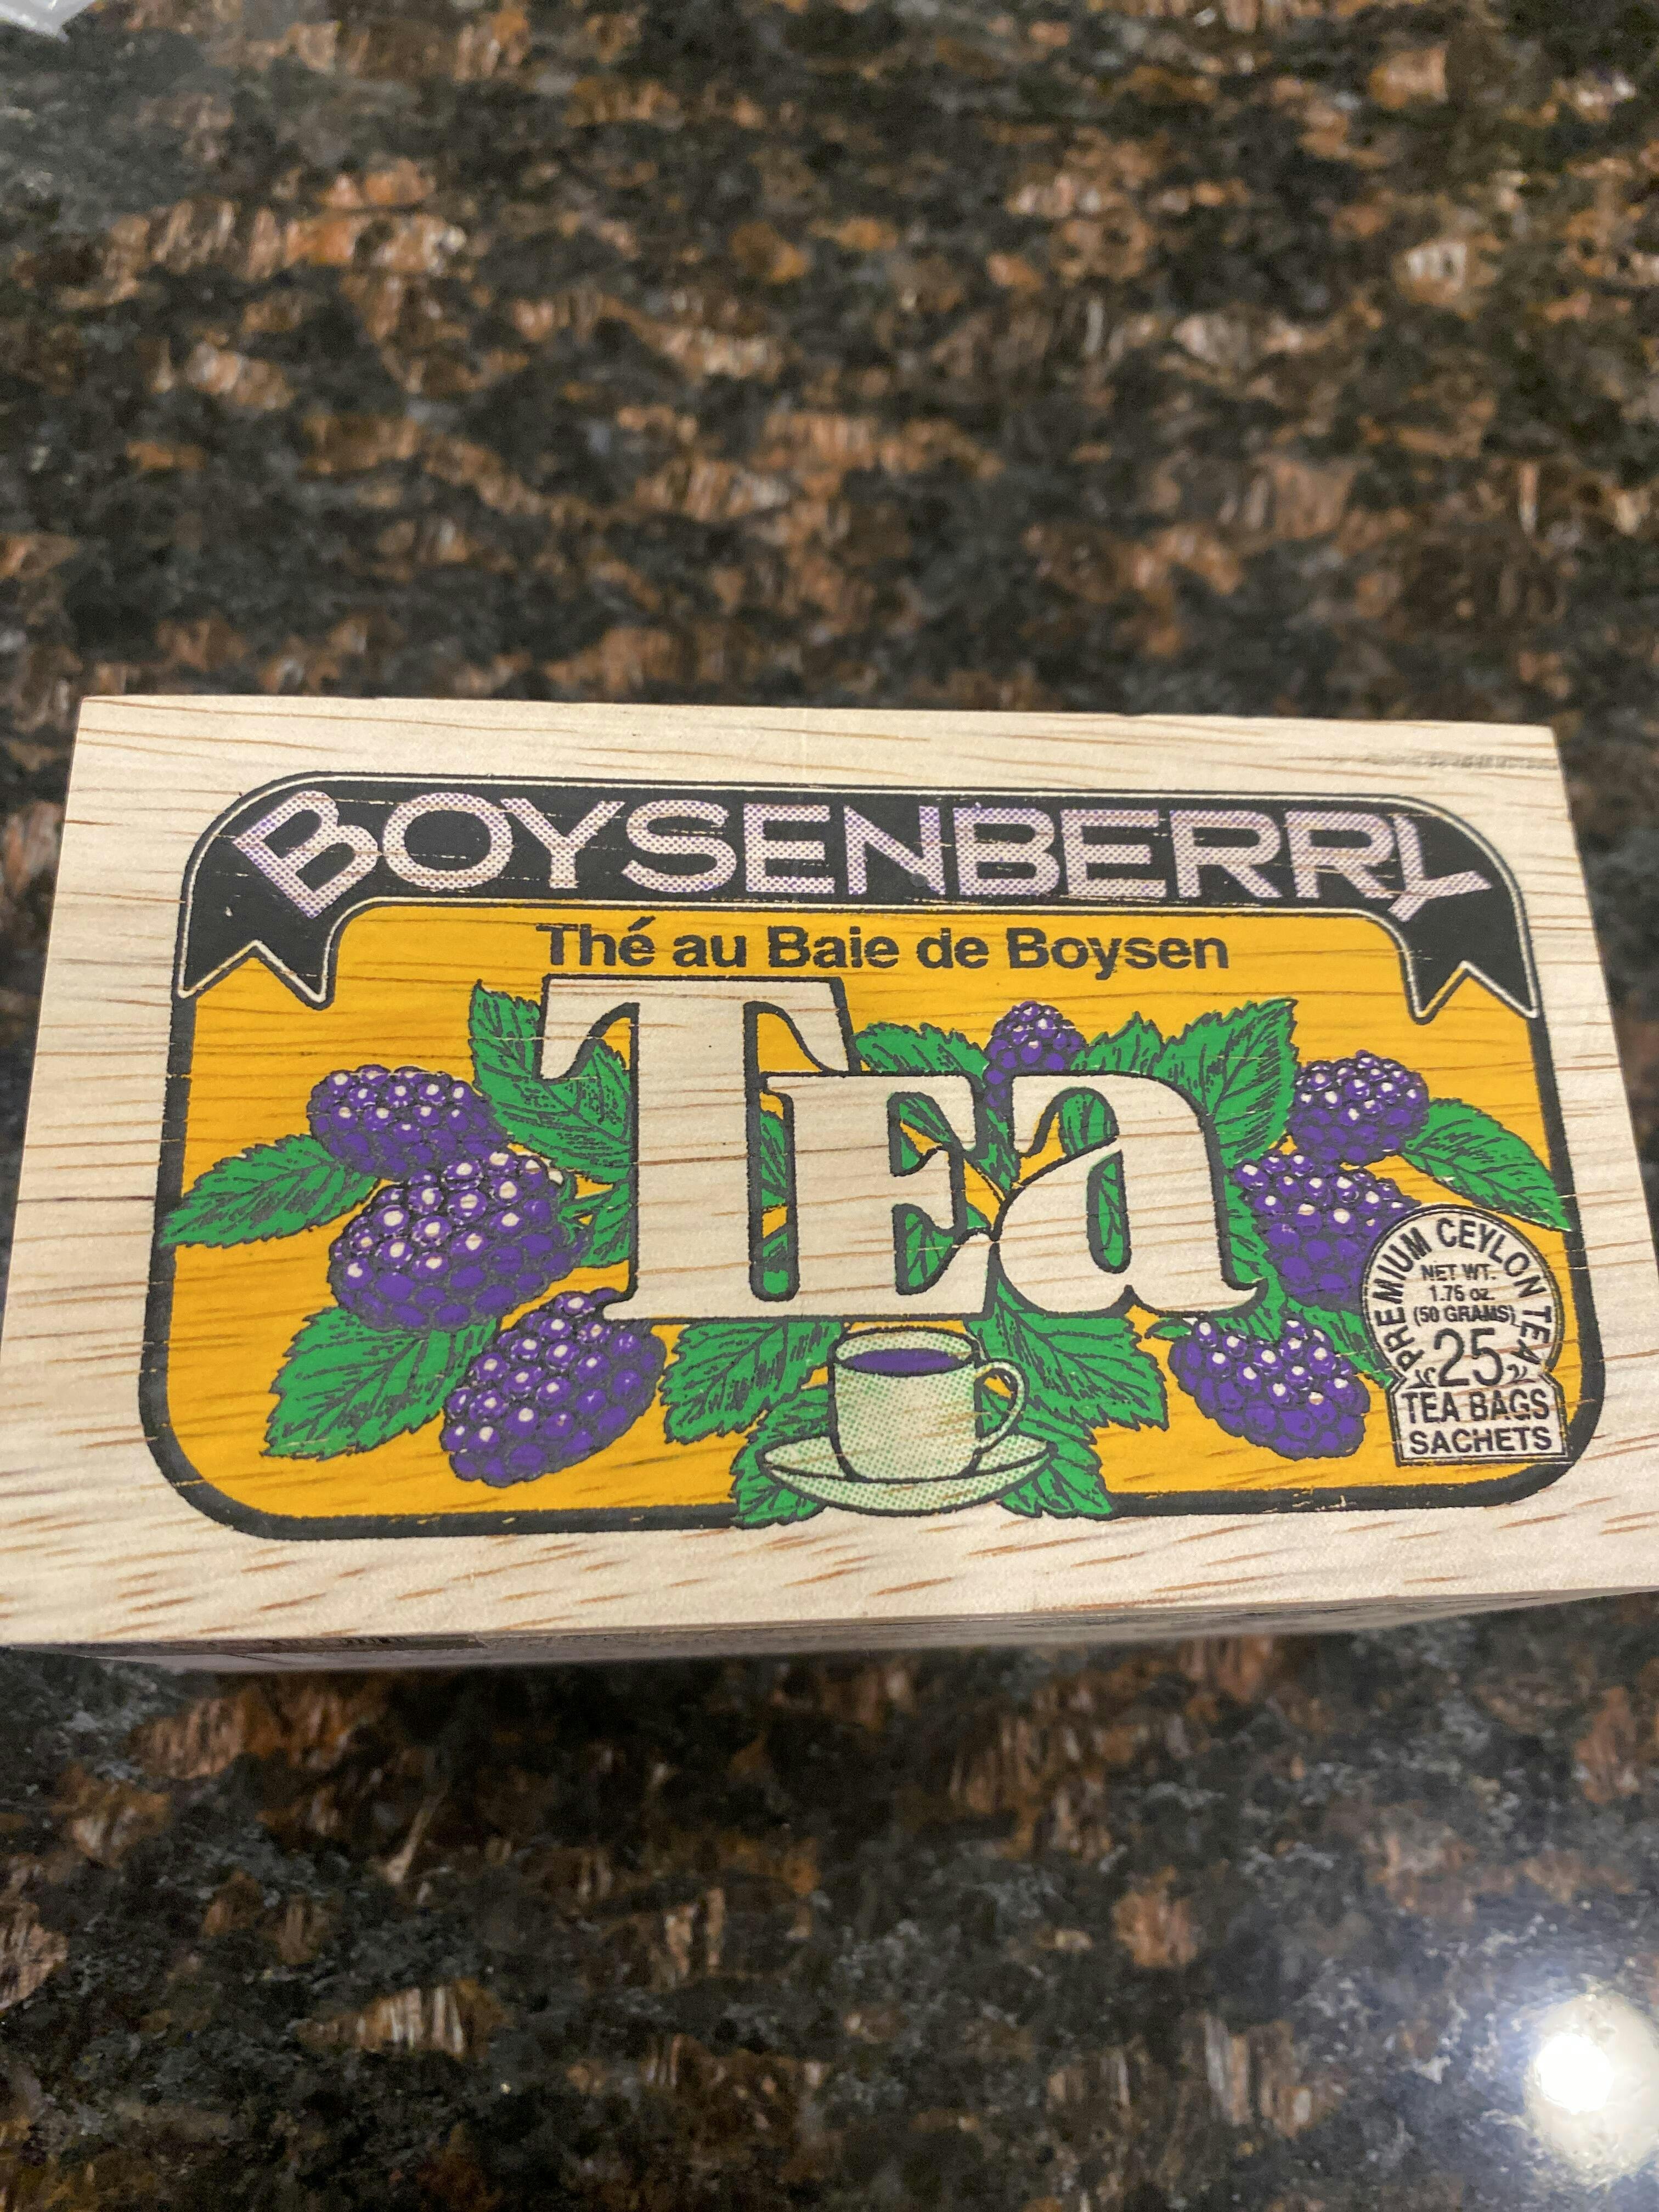 BOYSENBERRY
Thé au Baie de Boysen
Tea
PREMIUM CEYLON TEA
NET WT.
1.75 oz.
(50 GRAMS)
25
TEA BAGS
SACHETS